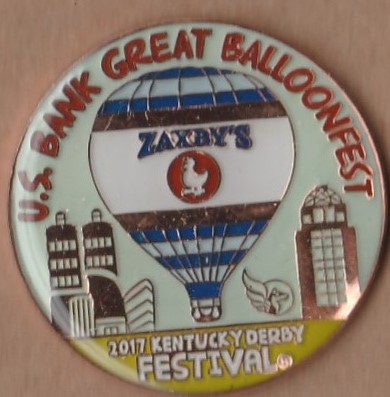 U.S. BANK GREAT BALLOONFEST
ZAXBY'S
2017 KENTUCKY DERBY
FESTIVAL